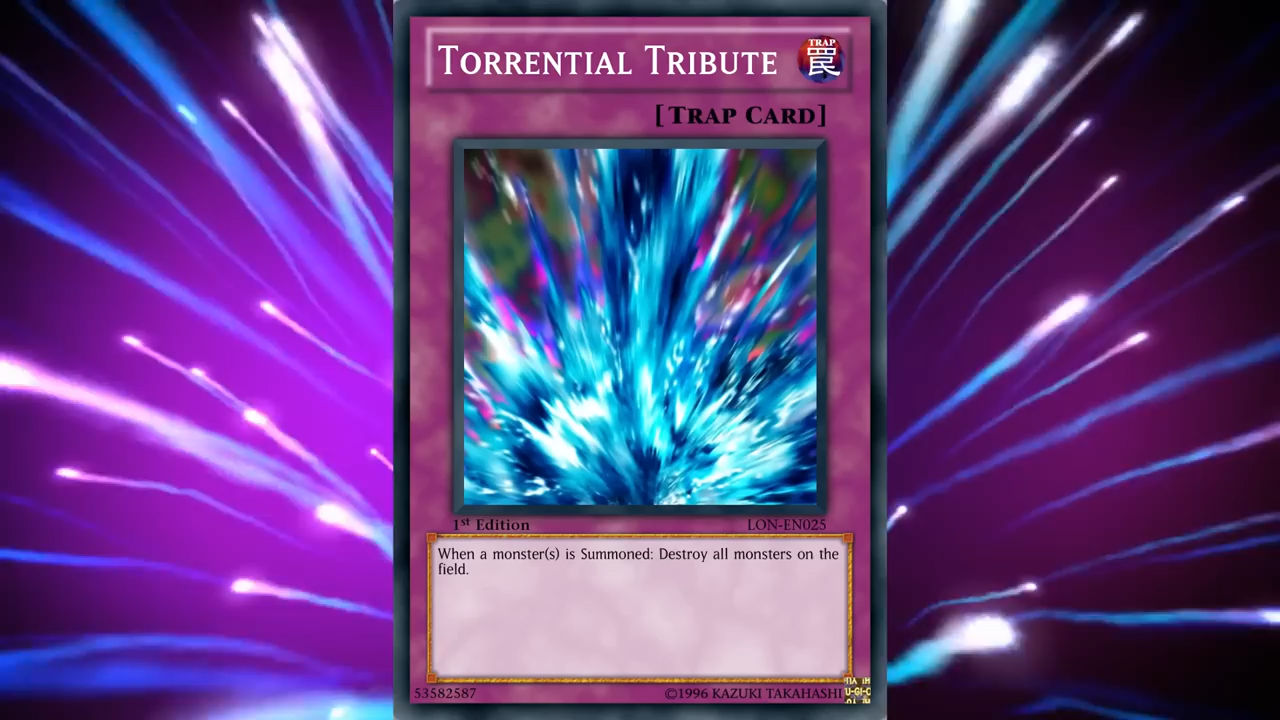 TORRENTIAL TRIBUTE
TRAP
罠
[TRAP CARD]
1st Edition
LON-EN025
When a monster(s) is Summoned: Destroy all monsters on the
field.
53582587
©1996 KAZUKI TAKAHASHI